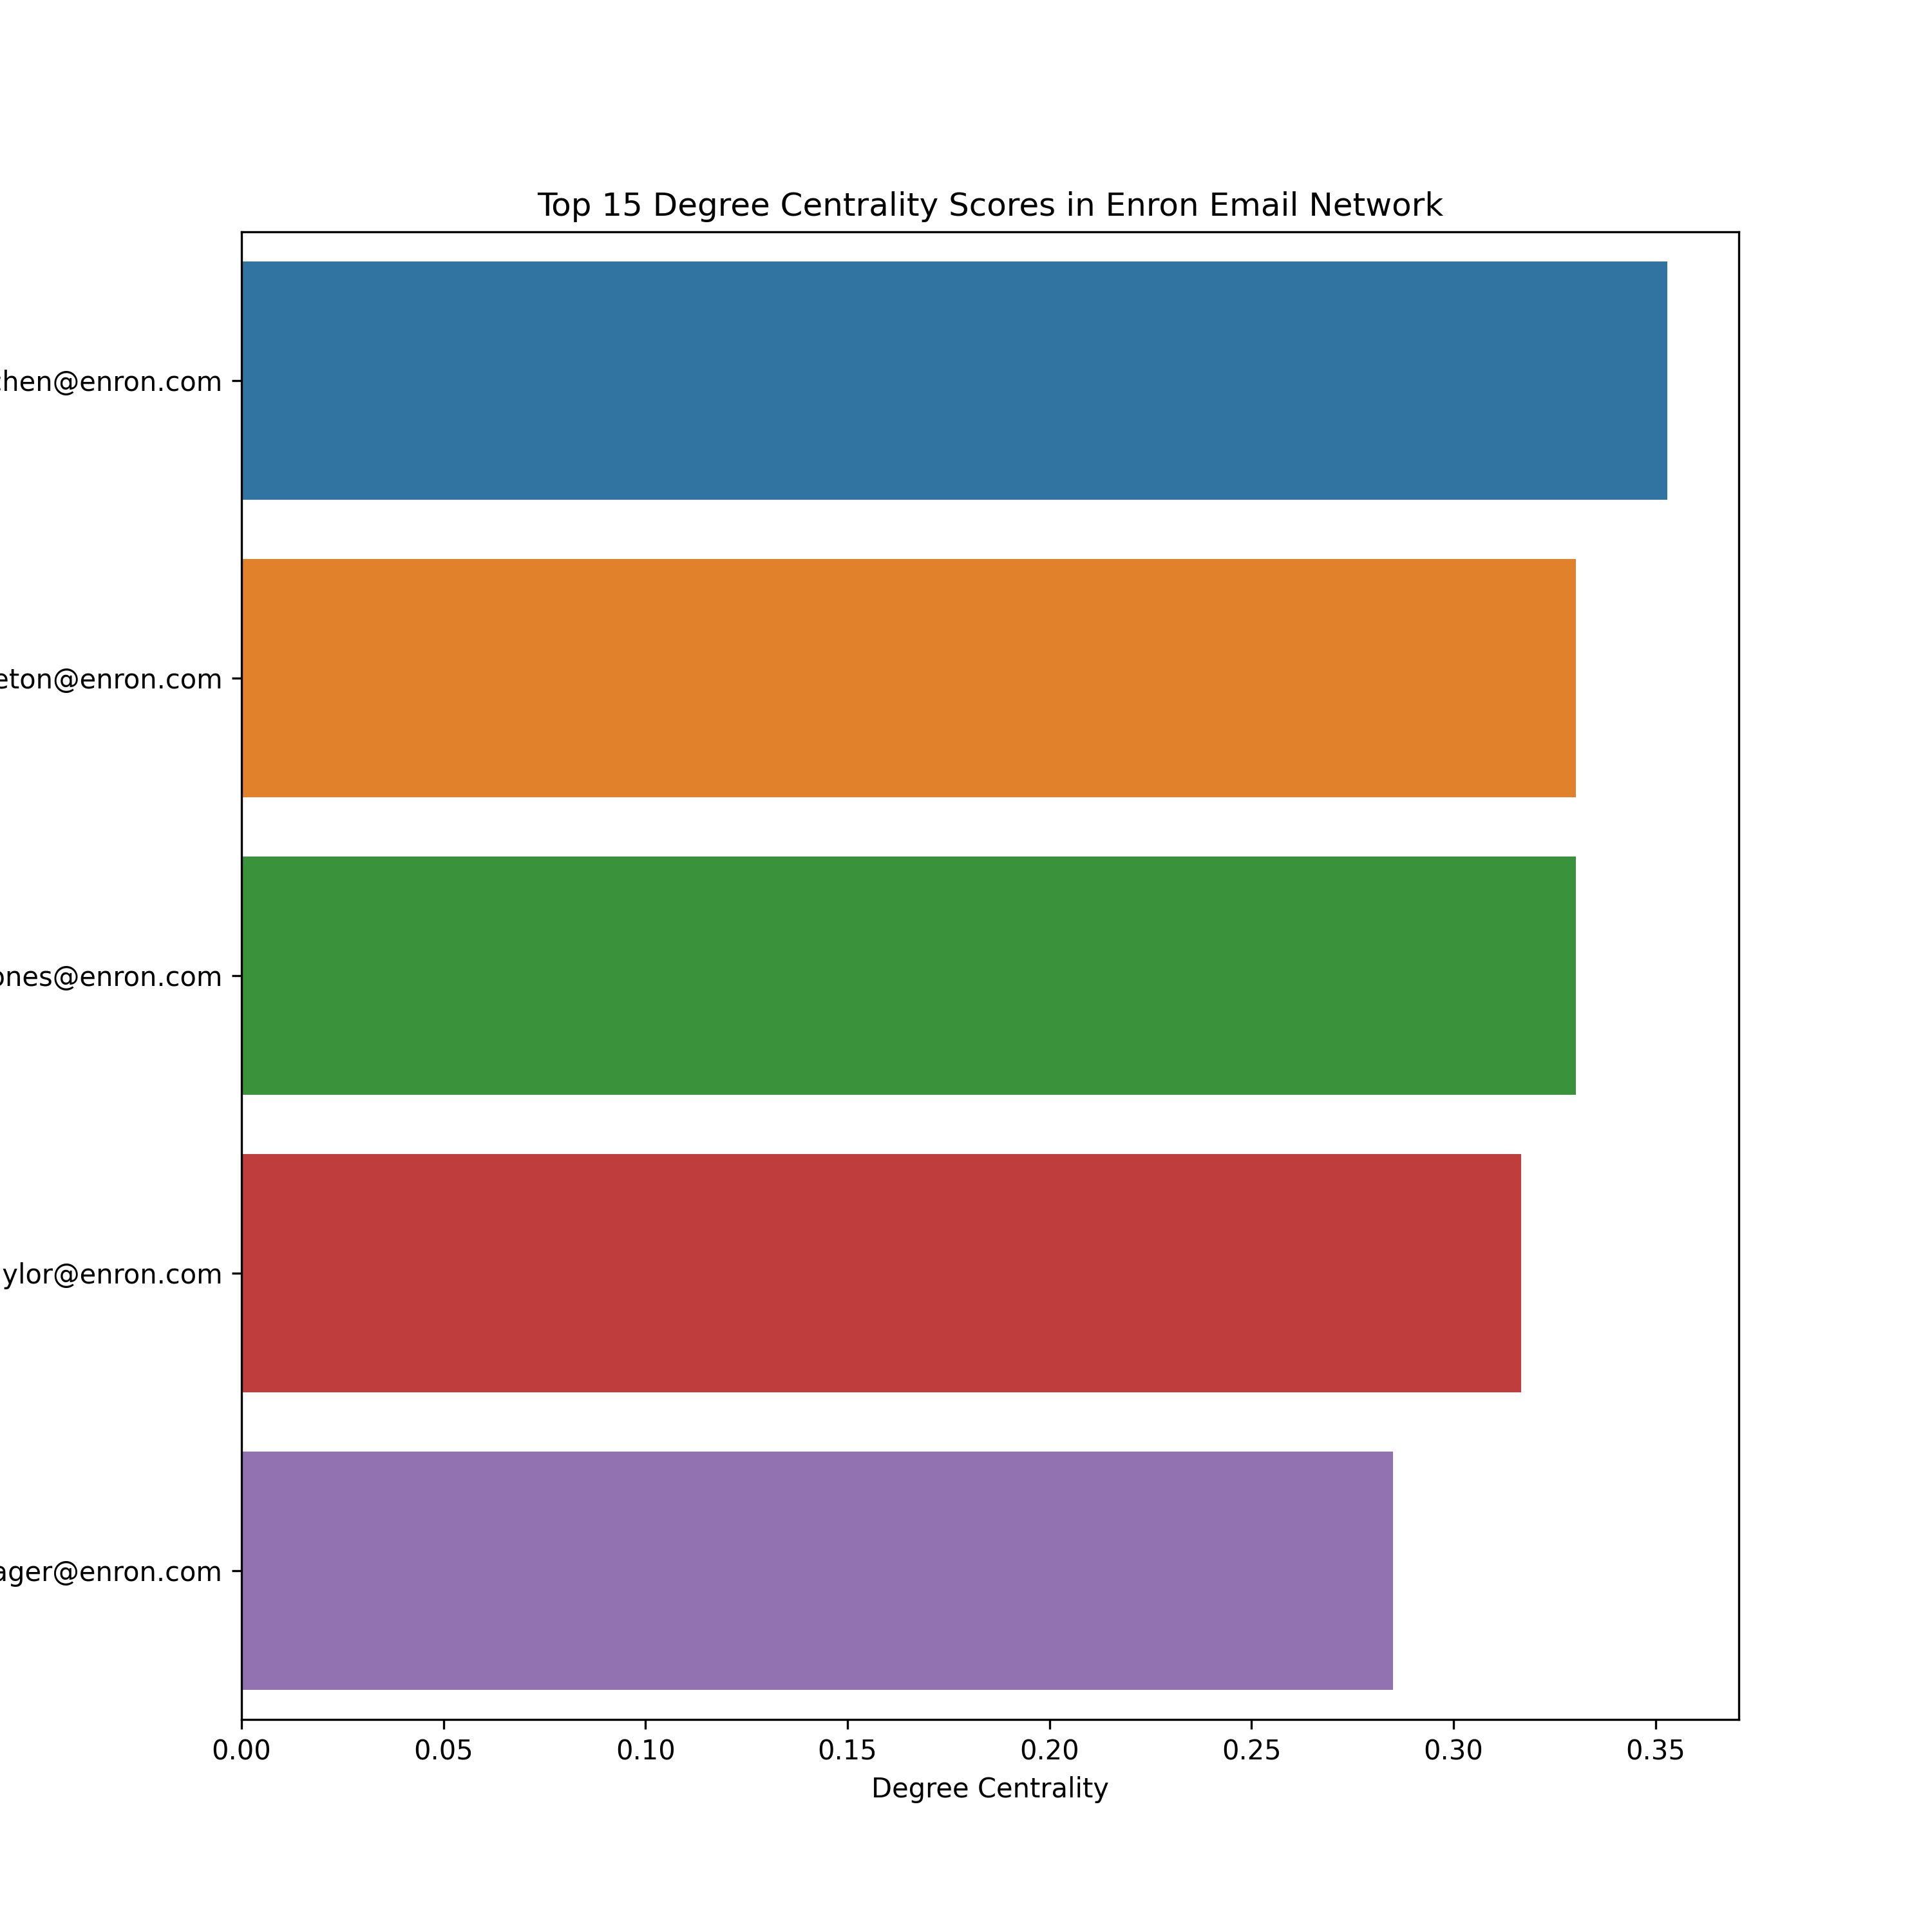 Top 15 Degree Centrality Scores in Enron Email Network
chen@enron.com
eton@enron.com
ones@enron.com
ylor@enron.com
ager@enron.com
0.00 0.05 0.10 0.15 0.20 0.25 0.30 0.35
Degree Centrality